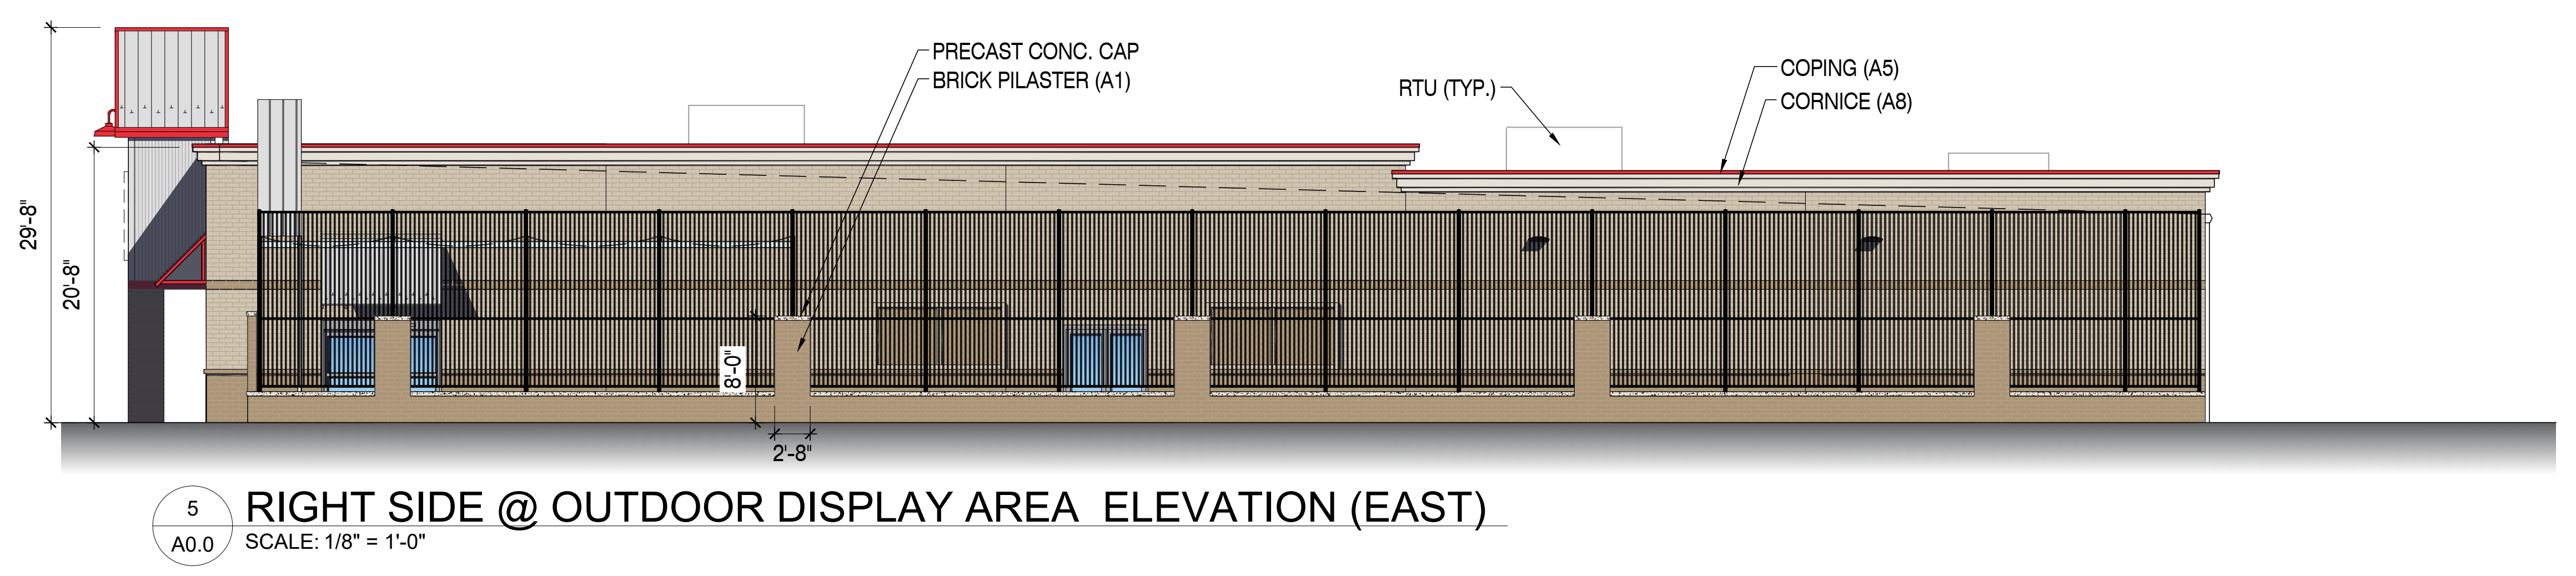 PRECAST CONC. CAP
BRICK PILASTER (A1)
RTU (TYP.)
COPING (A5)
CORNICE (A8)
29'-8"
20'-8"
8'-0"
2'-8"
5
A0.0
RIGHT SIDE @ OUTDOOR DISPLAY AREA ELEVATION (EAST)
SCALE: 1/8" = 1'-0"